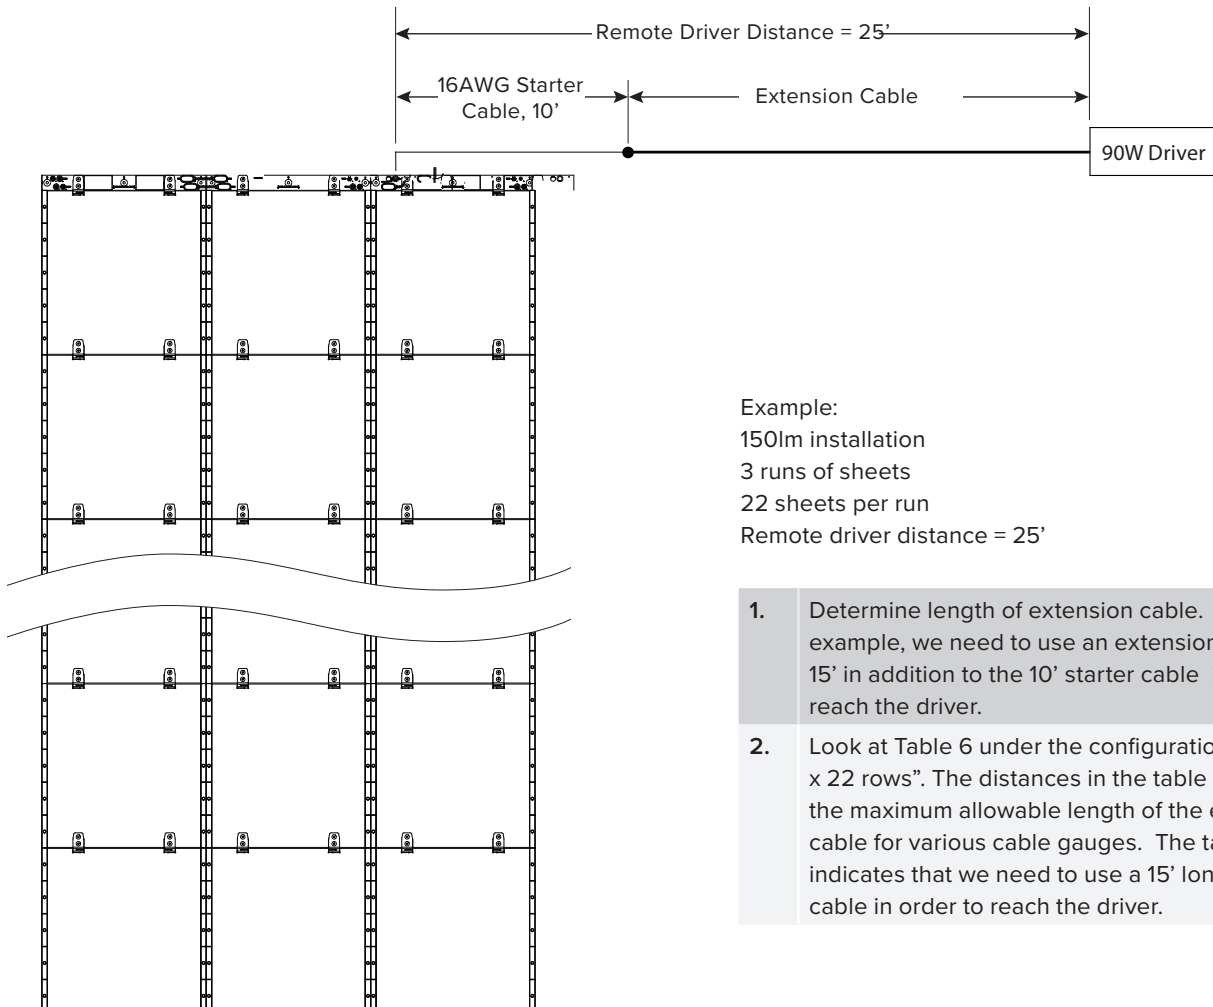 Remote Driver Distance = 25’
16AWG Starter
Cable, 10’
Extension Cable
90W Driver
Example:
150lm installation
3 runs of sheets
22 sheets per run
Remote driver distance = 25’
1. Determine length of extension cable.
example, we need to use an extension
15’ in addition to the 10’ starter cable
reach the driver.
2. Look at Table 6 under the
x 22 rows”. The distances in the table
the maximum allowable length of the
cable for various cable gauges. The
indicates that we need to use a 15’
cable in order to reach the driver.